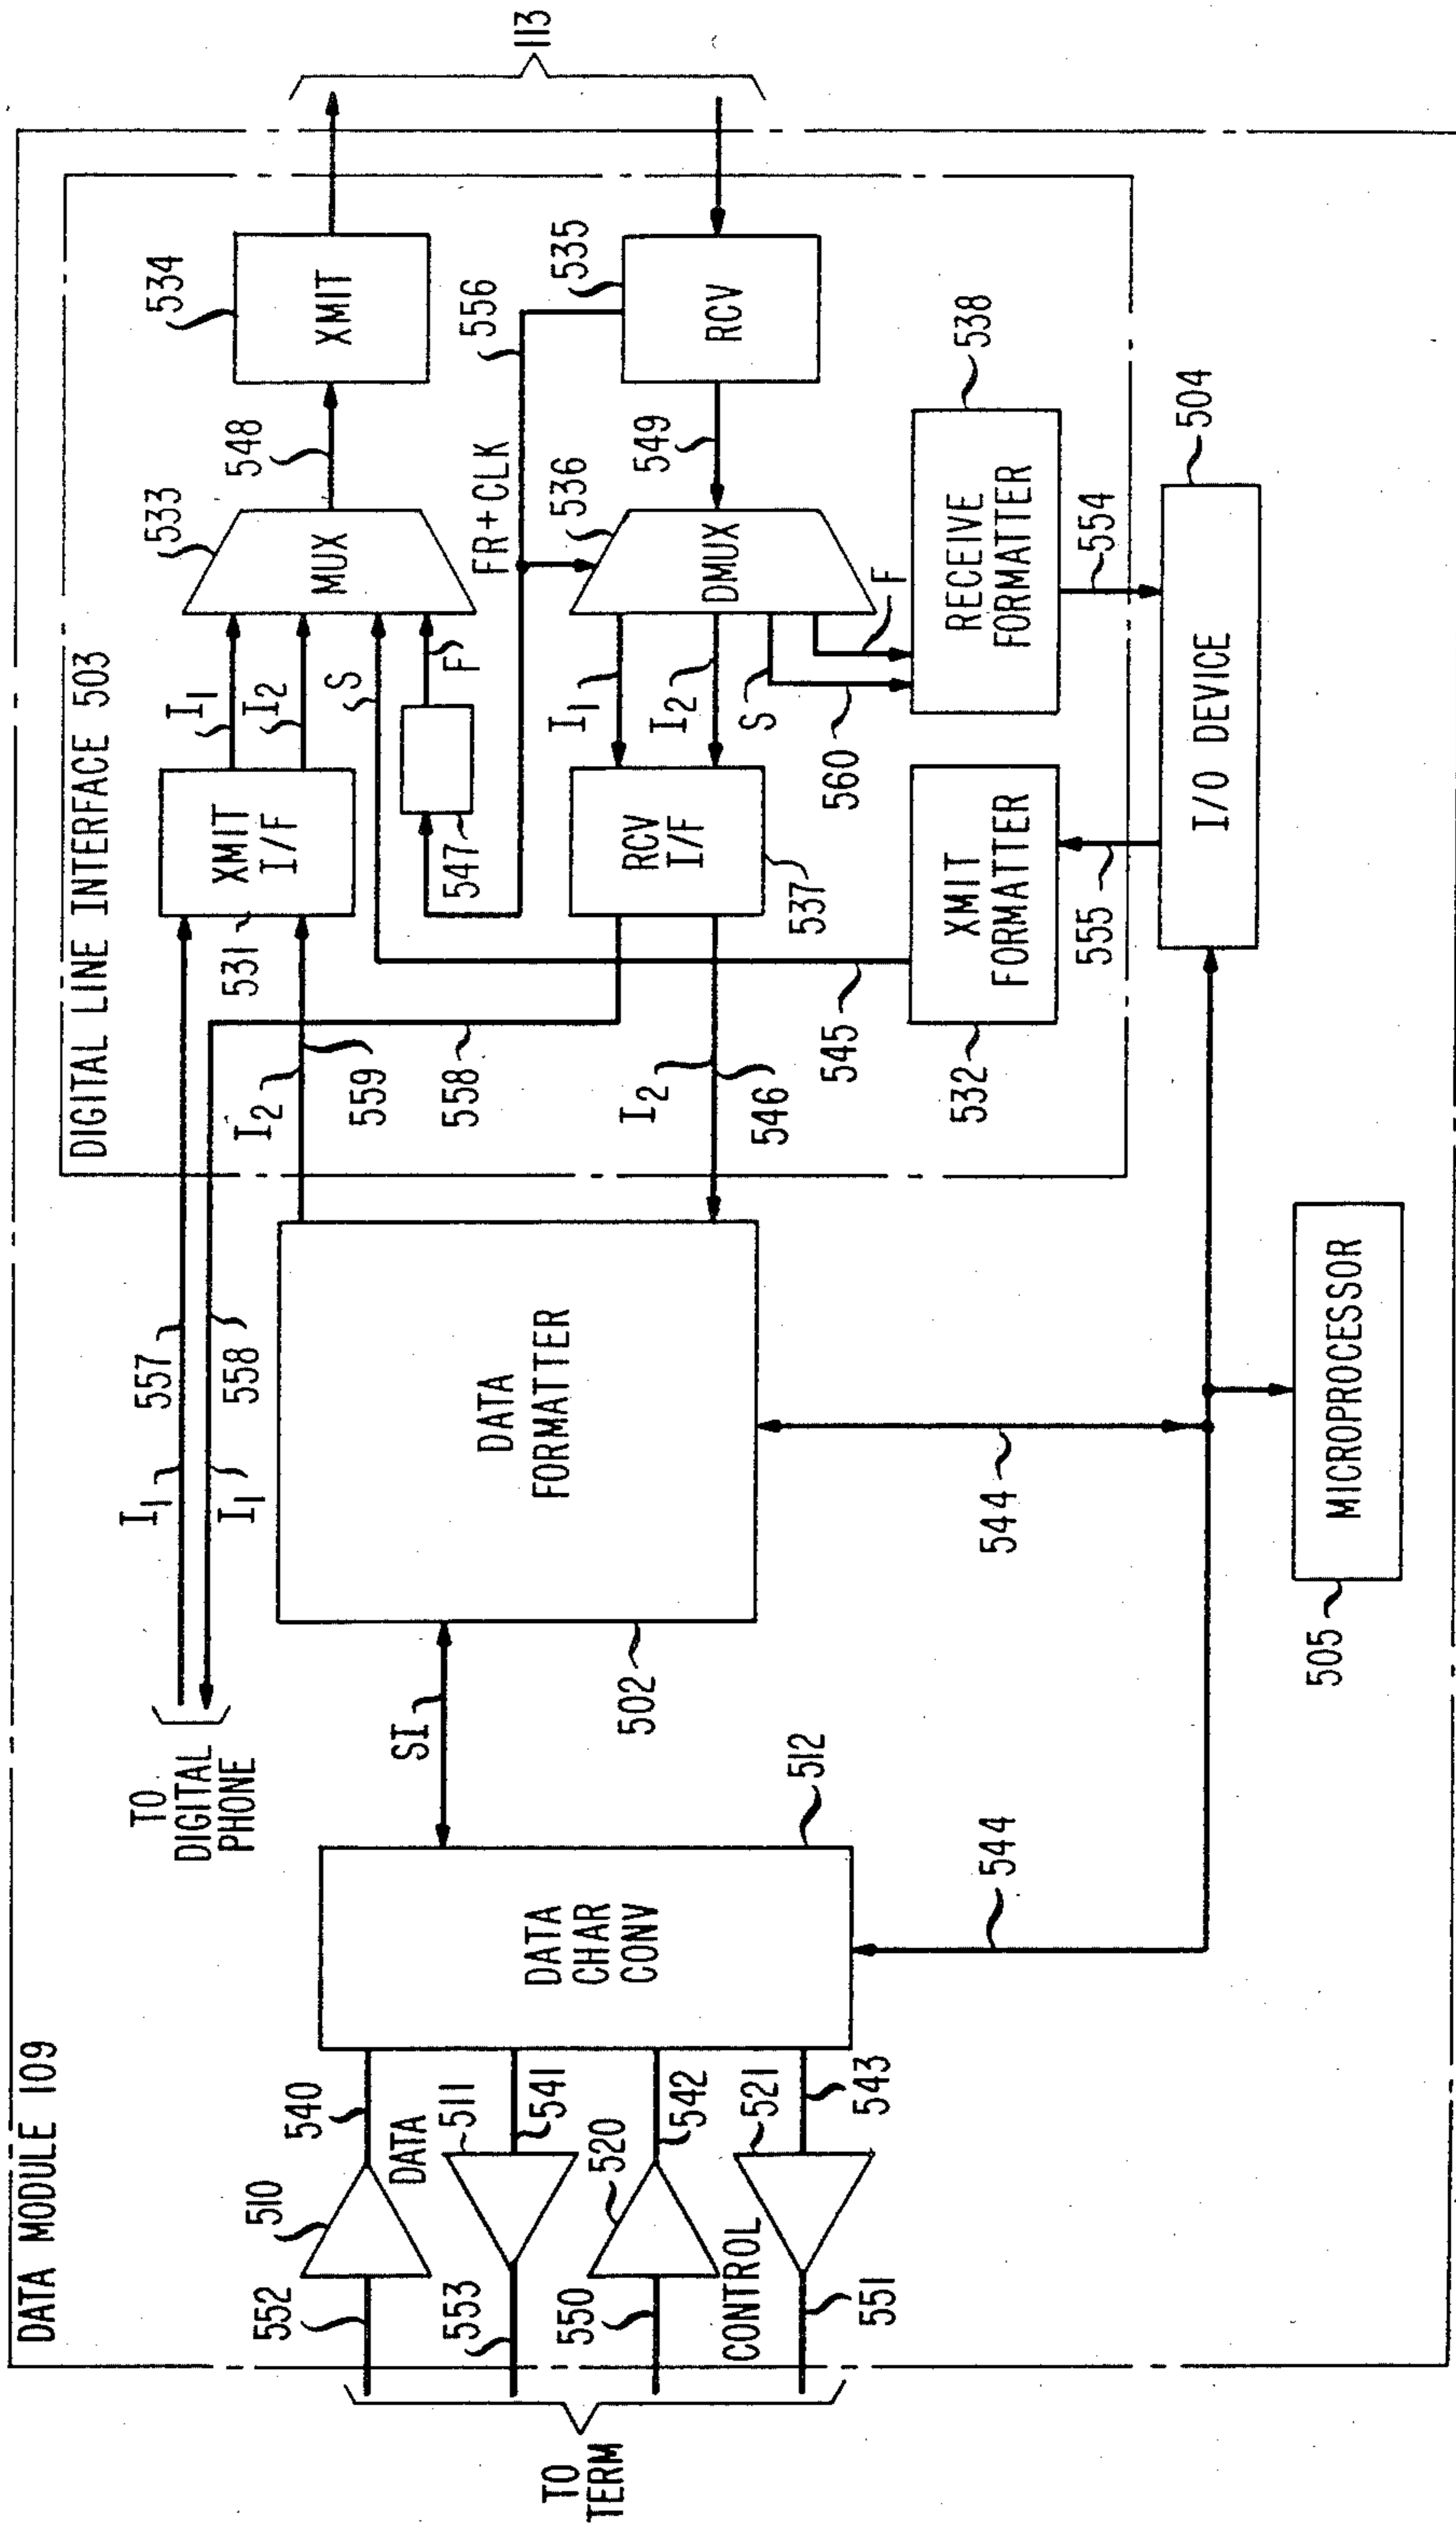 DATA MODULE 109
DIGITAL LINE INTERFACE 503
TO
DIGITAL
PHONE
I1
557
I1
558
I2
559
XMIT
I/F
531
I1
I2
S
F
547
MUX
533
548
XMIT
534
113
FR+CLK
556
RCV
535
549
DMUX
536
I1
I2
S
F
560
RCV
I/F
537
558
I2
546
545
XMIT
FORMATTER
532
RECEIVE
FORMATTER
538
555
554
I/O DEVICE
504
DATA
FORMATTER
502
SI
544
DATA
CHAR
CONV
512
544
MICROPROCESSOR
505
TO
TERM
552
510
540
DATA
553
511
541
550
520
542
CONTROL
551
521
543